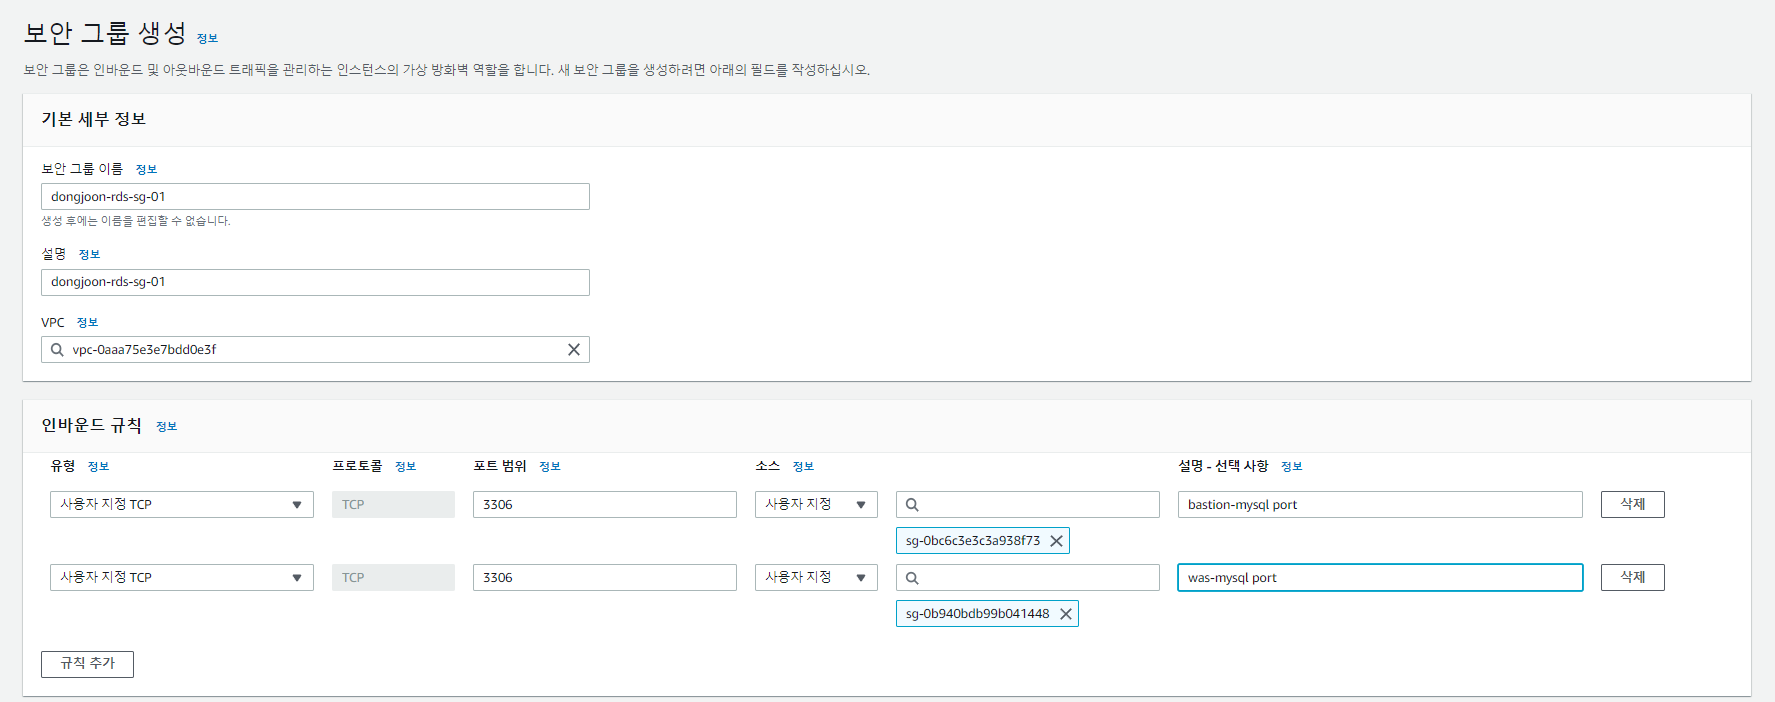 보안 그룹 생성 정보
보안 그룹은 인바운드 및 아웃바운드 트래픽을 관리하는 인스턴스의 가상 방화벽 역할을 합니다. 새 보안 그룹을 생성하려면 아래의 필드를 작성하십시오.
기본 세부 정보
보안 그룹 이름 정보
dongjoon-rds-sg-01
생성 후에는 이름을 편집할 수 없습니다.
설명 정보
dongjoon-rds-sg-01
VPC 정보
vpc-0aaa75e3e7bdd0e3f
인바운드 규칙 정보
유형 정보 프로토콜 정보 포트 범위 정보 소스 정보 설명 - 선택 사항 정보
사용자 지정 TCP TCP 3306 사용자 지정 bastion-mysql port 삭제
sg-0bc6c3e3c3a938f73
사용자 지정 TCP TCP 3306 사용자 지정 was-mysql port 삭제
sg-0b940bdb99b041448
규칙 추가